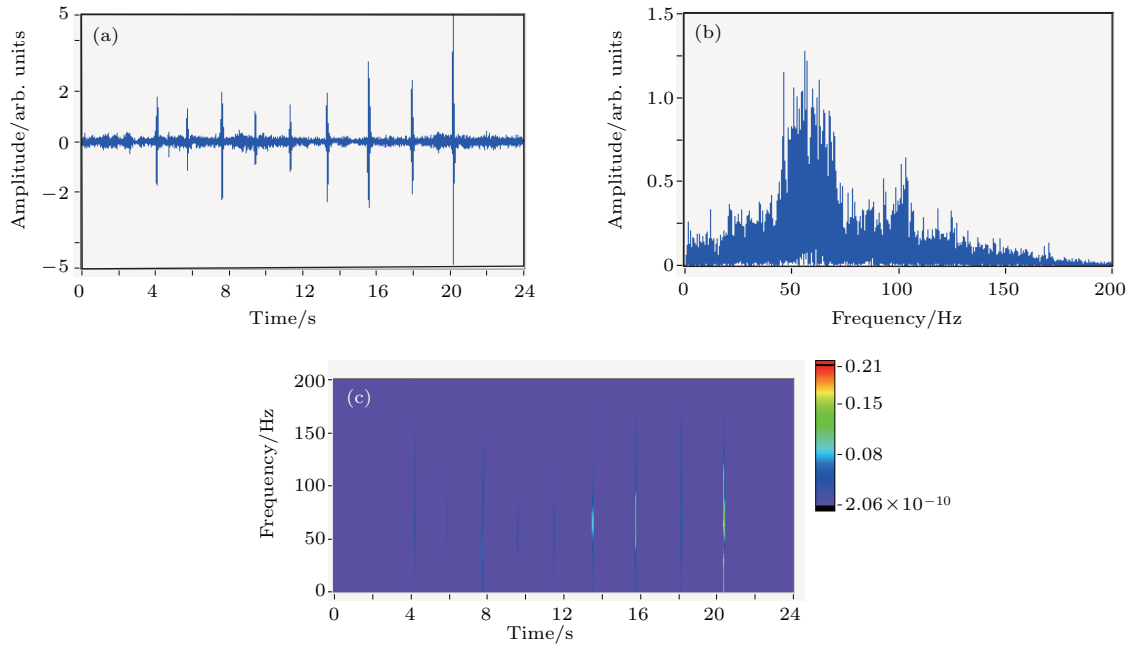 (a)
Amplitude/arb. units
5
2
0
−2
−5
0 4 8 12 16 20 24
Time/s
(b)
Amplitude/arb. units
1.5
1.0
0.5
0
0 50 100 150 200
Frequency/Hz
(c)
Frequency/Hz
200
150
100
50
0
0 4 8 12 16 20 24
Time/s
0.21
0.15
0.08
2.06×10⁻¹⁰